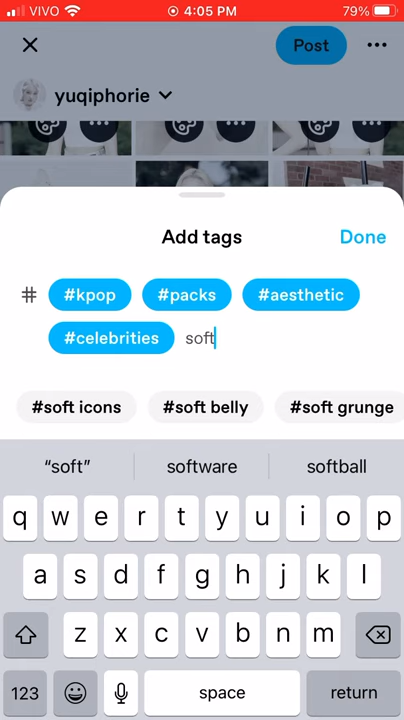 VIVO 4:05 PM 79%
Post
yuqiphorie
Add tags Done
# #kpop #packs #aesthetic
#celebrities soft
#soft icons #soft belly #soft grunge
“soft” software softball
q w e r t y u i o p
a s d f g h j k l
z x c v b n m
123 space return